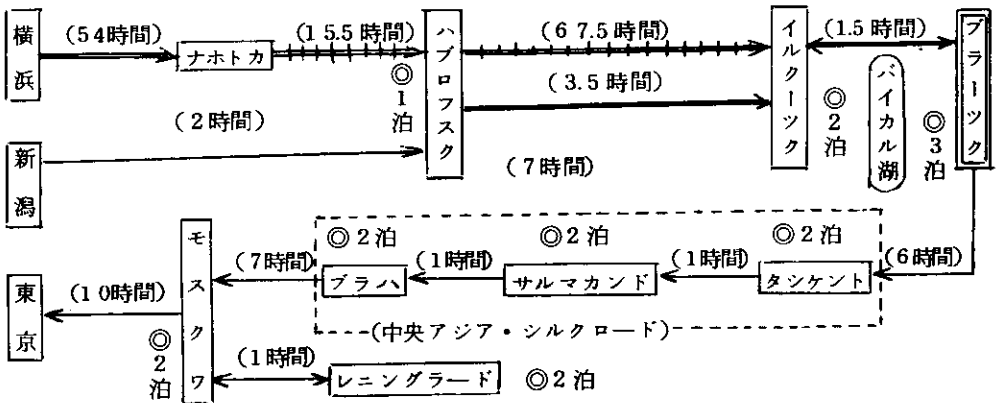 横浜
(54時間)
ナホトカ
(15.5時間)
◎1泊
ハブロフスク
(67.5時間)
(3.5時間)
イルクーツク
◎2泊
(1.5時間)
バイカル湖
◎3泊
ブラーツク
新潟
(2時間)
(7時間)
(6時間)
タシケント
◎2泊
(1時間)
サルマカンド
◎2泊
(1時間)
ブラハ
◎2泊
(中央アジア・シルクロード)
(7時間)
モスクワ
◎2泊
(1時間)
レニングラード
◎2泊
(10時間)
東京